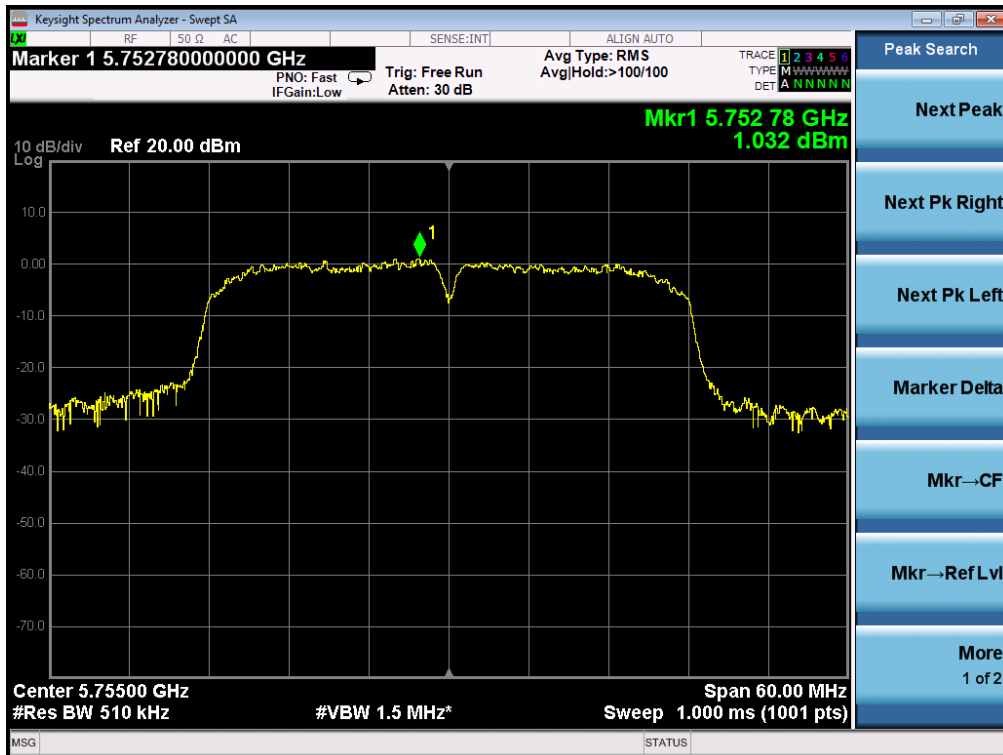 Keysight Spectrum Analyzer - Swept SA
LXI RF 50 Ω AC SENSE:INT ALIGN AUTO
Marker 1 5.752780000000 GHz
PNO: Fast
IFGain:Low
Trig: Free Run
Atten: 30 dB
Avg Type: RMS
Avg|Hold:>100/100
TRACE 1 2 3 4 5 6
TYPE M WWWWW
DET A N N N N N
Mkr1 5.752 78 GHz
1.032 dBm
10 dB/div Ref 20.00 dBm
Log
10.0
1
0.00
-10.0
-20.0
-30.0
-40.0
-50.0
-60.0
-70.0
Center 5.75500 GHz Span 60.00 MHz
#Res BW 510 kHz #VBW 1.5 MHz* Sweep 1.000 ms (1001 pts)
MSG STATUS
Peak Search
Next Peak
Next Pk Right
Next Pk Left
Marker Delta
Mkr→CF
Mkr→Ref Lvl
More
1 of 2